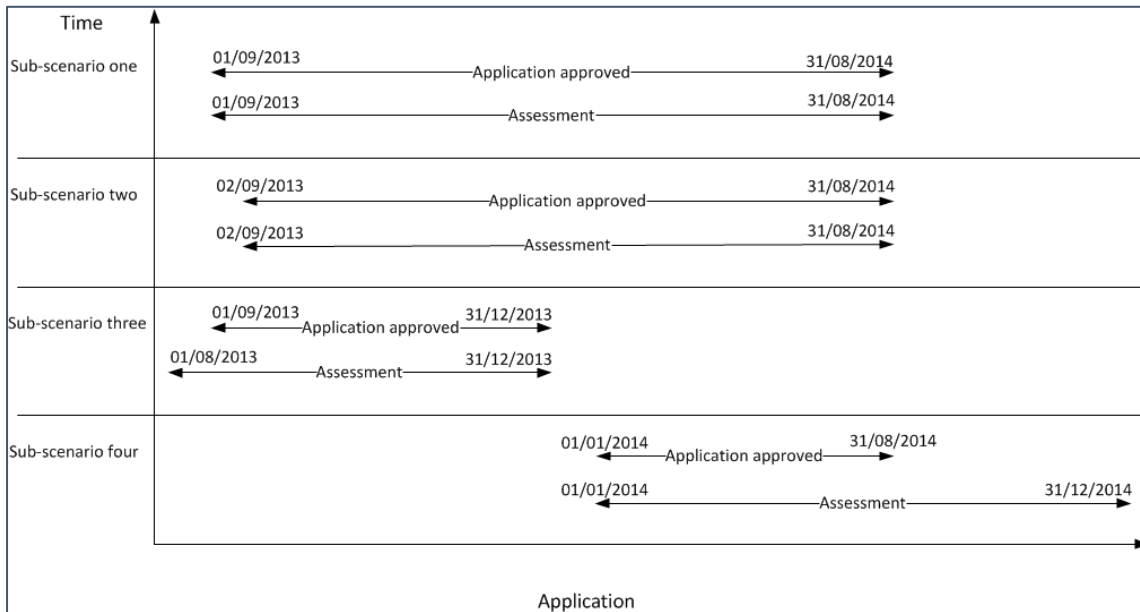 Time
Sub-scenario one
01/09/2013 31/08/2014
Application approved
01/09/2013 31/08/2014
Assessment
Sub-scenario two
02/09/2013 31/08/2014
Application approved
02/09/2013 31/08/2014
Assessment
Sub-scenario three
01/09/2013 31/12/2013
Application approved
01/08/2013 31/12/2013
Assessment
Sub-scenario four
01/01/2014 31/08/2014
Application approved
01/01/2014 31/12/2014
Assessment
Application